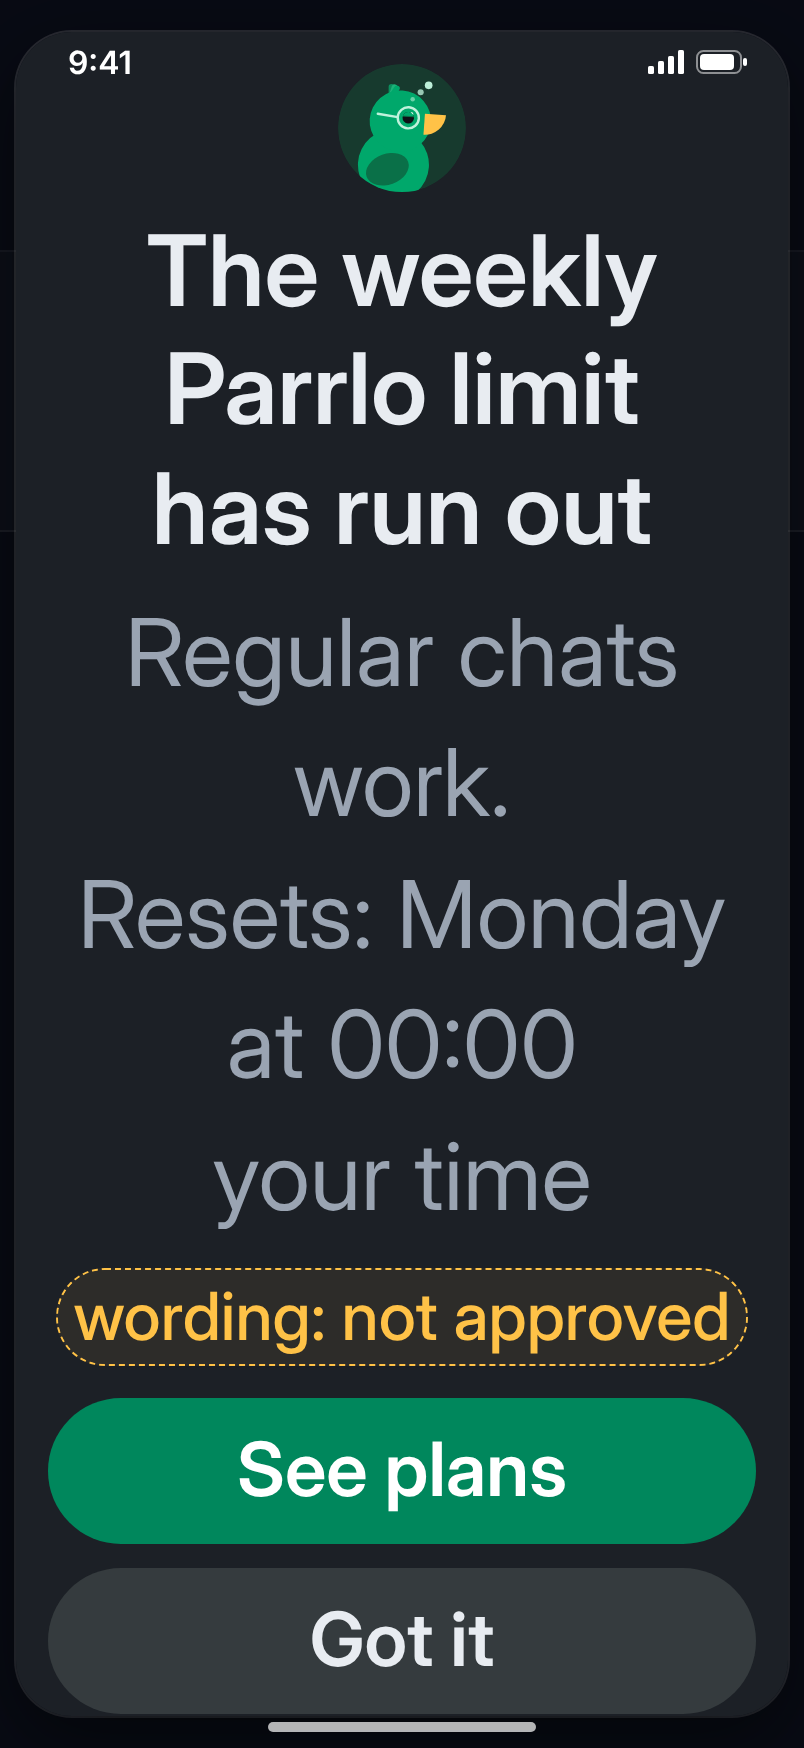 9:41
The weekly
Parrlo limit
has run out
Regular chats
work.
Resets: Monday
at 00:00
your time
wording: not approved
See plans
Got it